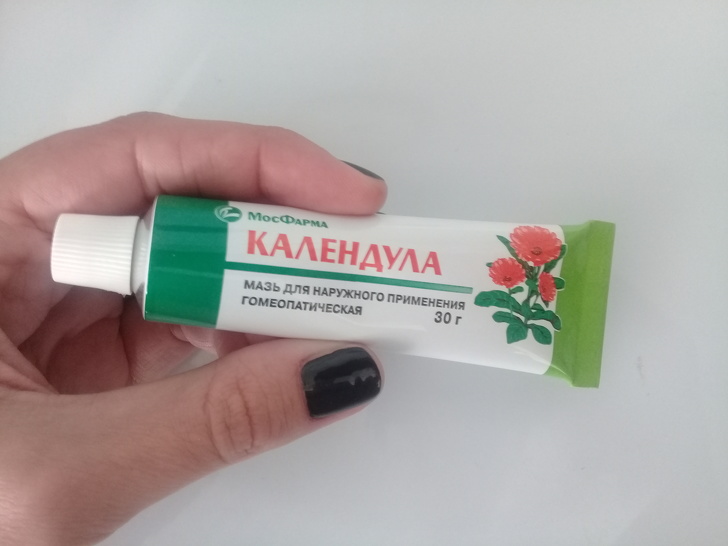 МосФарма
КАЛЕНДУЛА
МАЗЬ ДЛЯ НАРУЖНОГО ПРИМЕНЕНИЯ
ГОМЕОПАТИЧЕСКАЯ 30 г